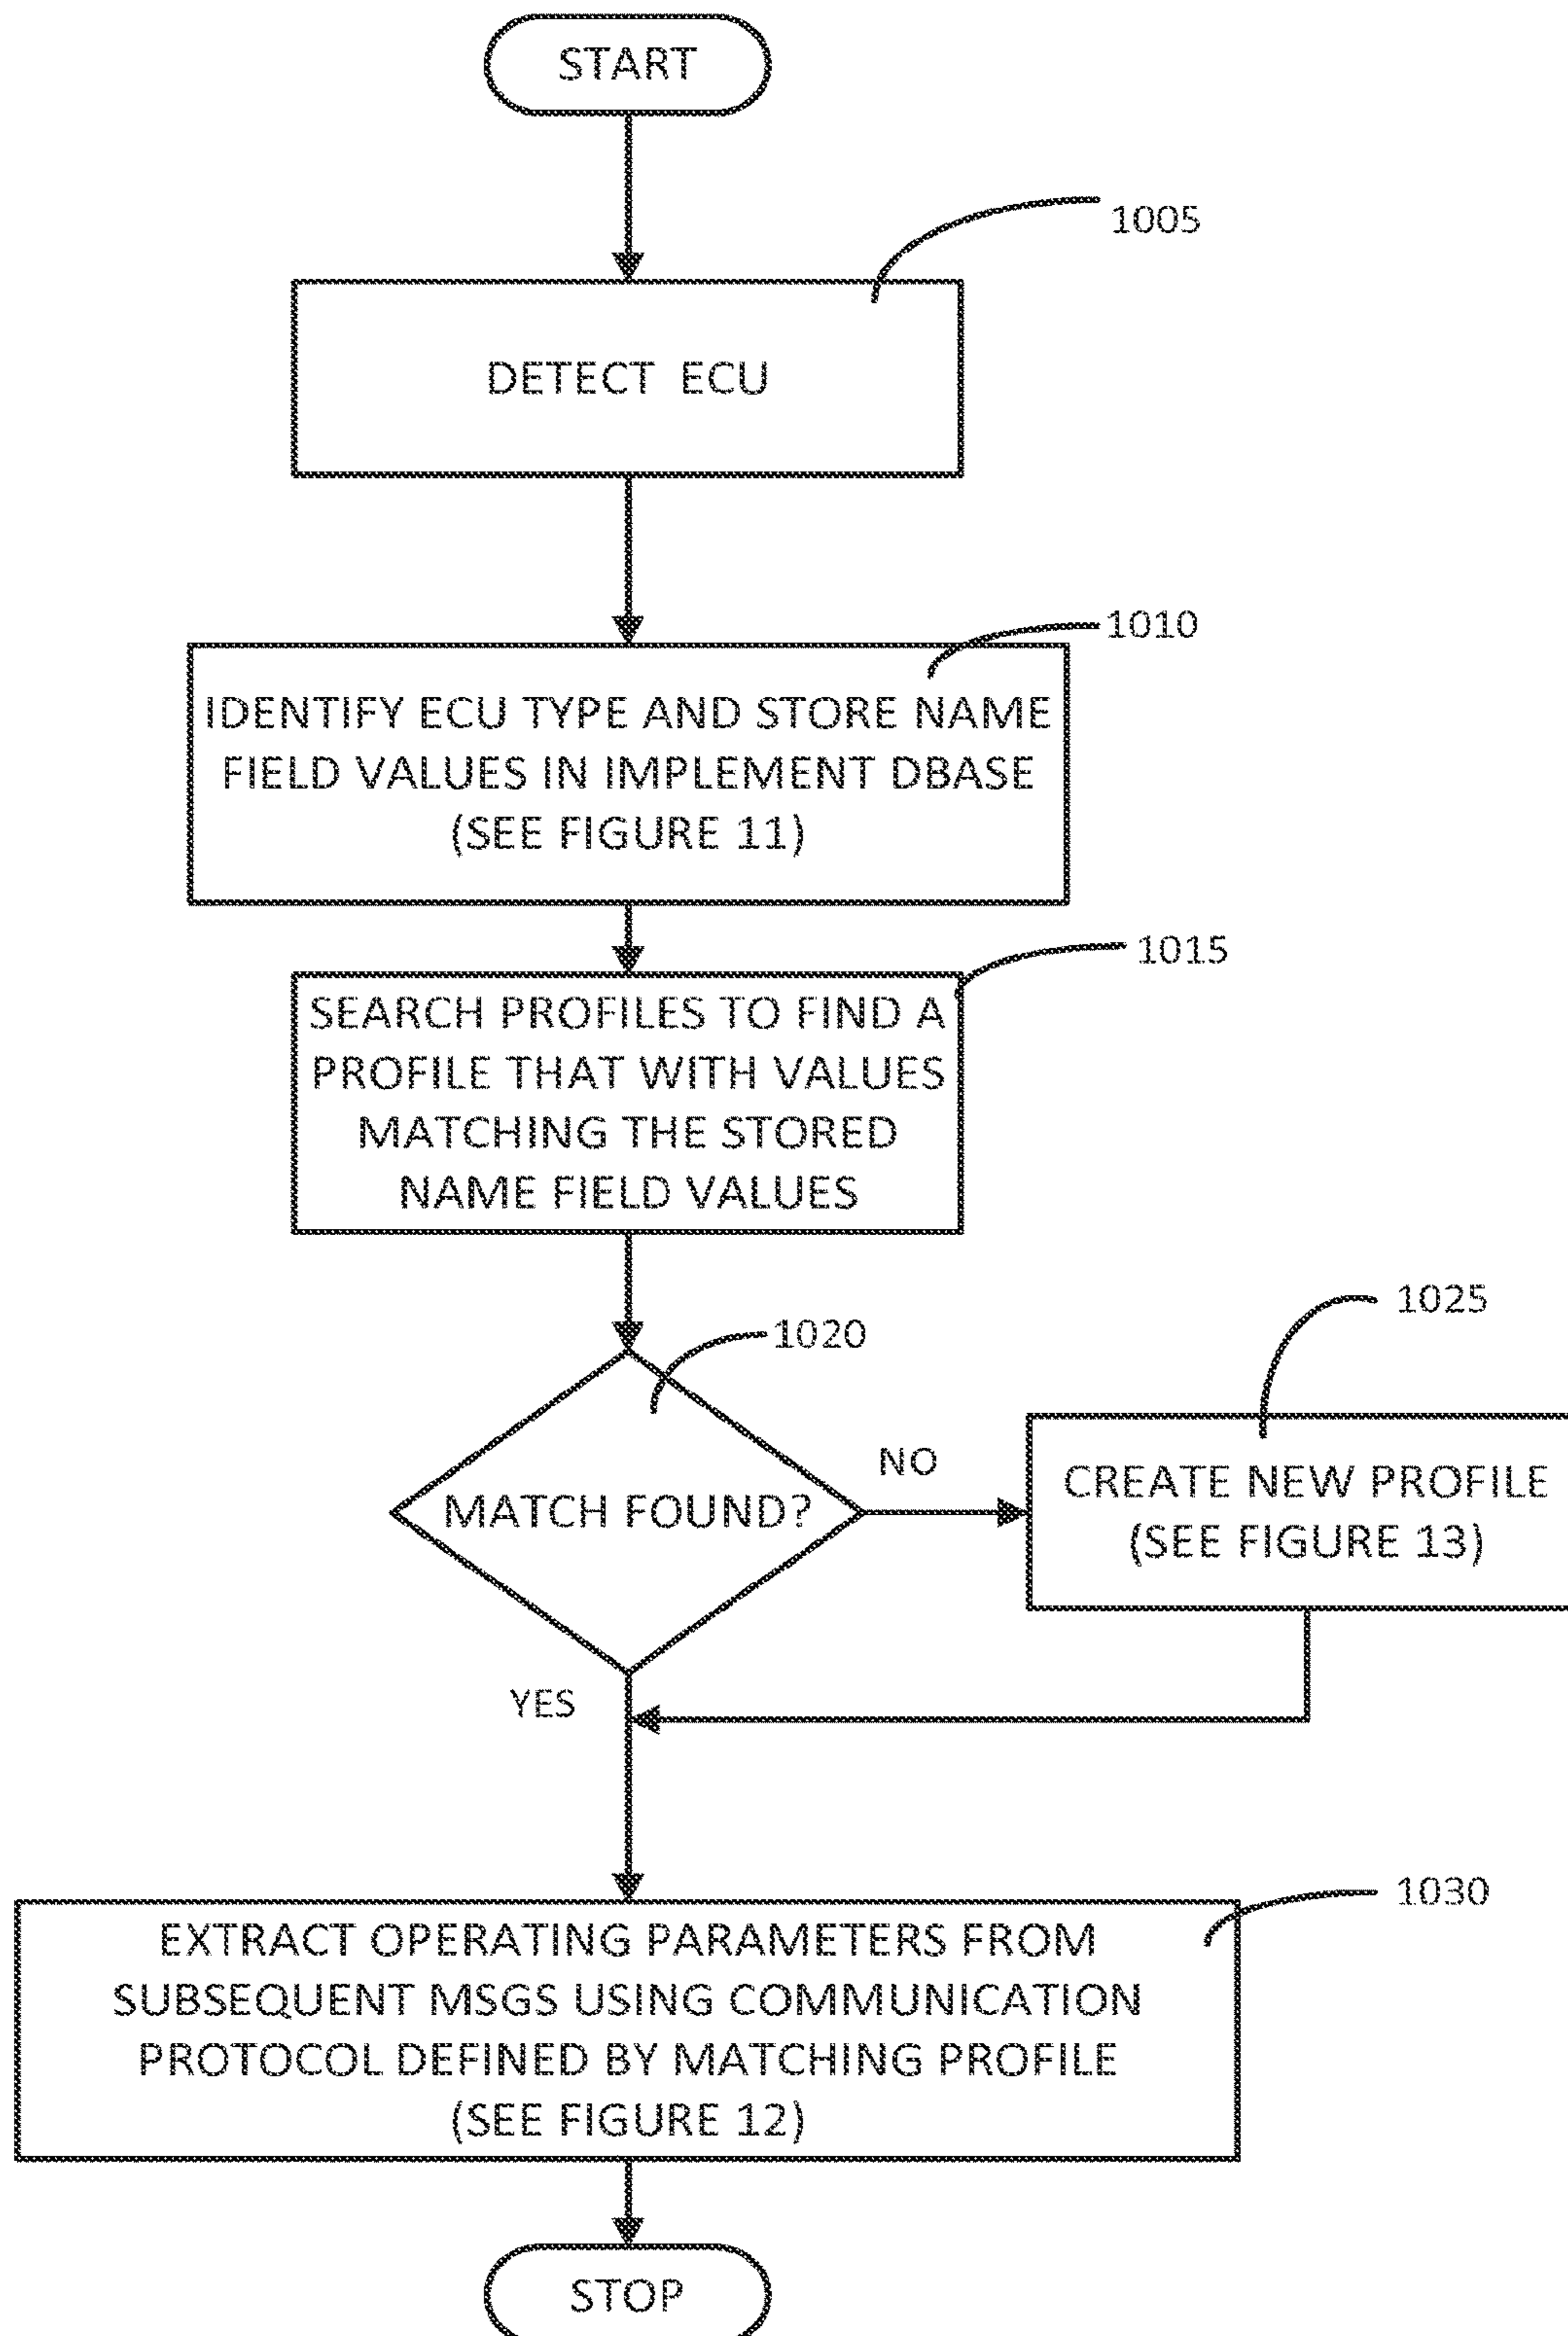 START
1005
DETECT ECU
1010
IDENTIFY ECU TYPE AND STORE NAME
FIELD VALUES IN IMPLEMENT DBASE
(SEE FIGURE 11)
1015
SEARCH PROFILES TO FIND A
PROFILE THAT WITH VALUES
MATCHING THE STORED
NAME FIELD VALUES
1020
MATCH FOUND?
NO
1025
CREATE NEW PROFILE
(SEE FIGURE 13)
YES
1030
EXTRACT OPERATING PARAMETERS FROM
SUBSEQUENT MSGS USING COMMUNICATION
PROTOCOL DEFINED BY MATCHING PROFILE
(SEE FIGURE 12)
STOP